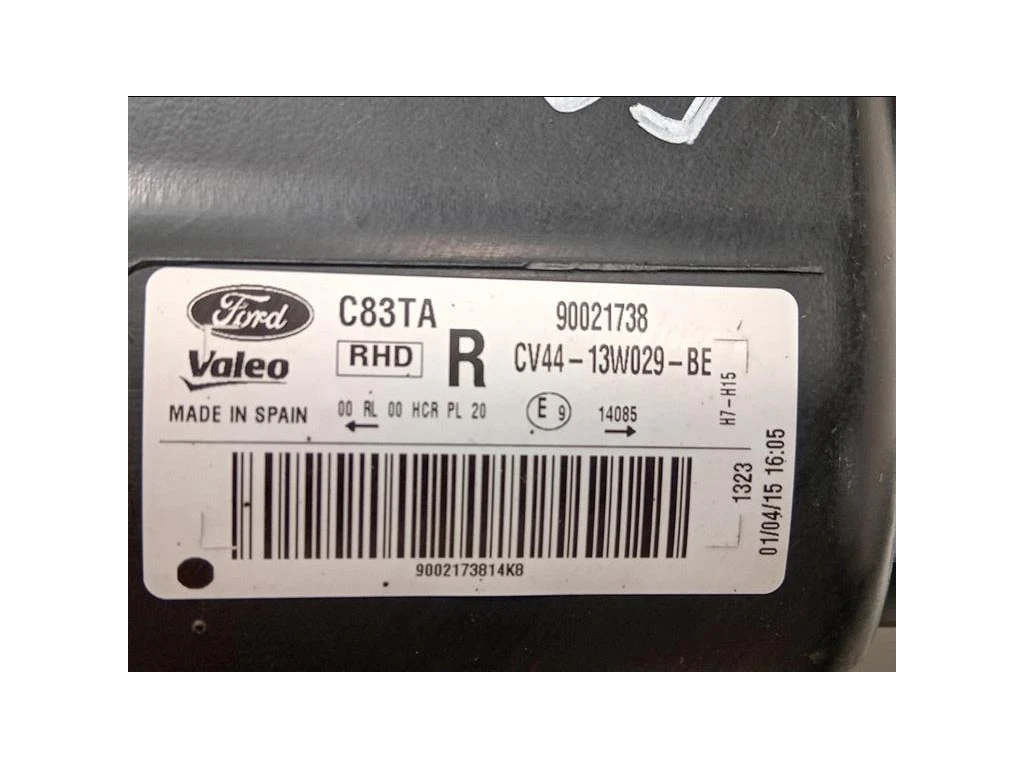 Ford C83TA 90021738
Valeo RHD R CV44-13W029-BE
MADE IN SPAIN 00 RL 00 HCR PL 20 E 9 14085
H7-H15
1323
01/04/15 16:05
9002173814K8